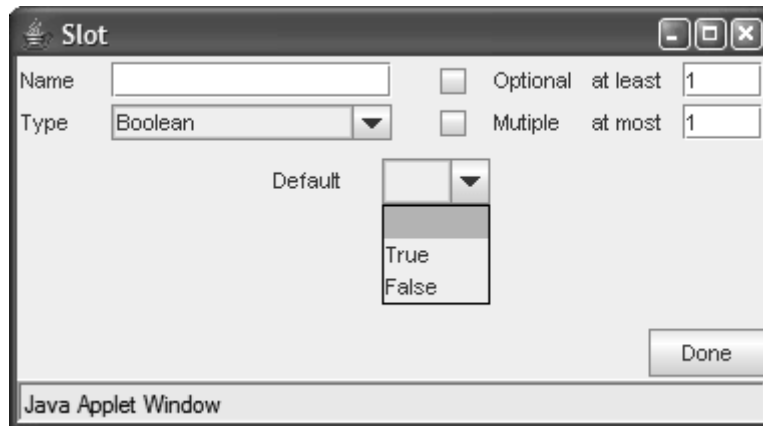 Slot
Name Optional at least 1
Type Boolean Mutiple at most 1
Default
True
False
Done
Java Applet Window